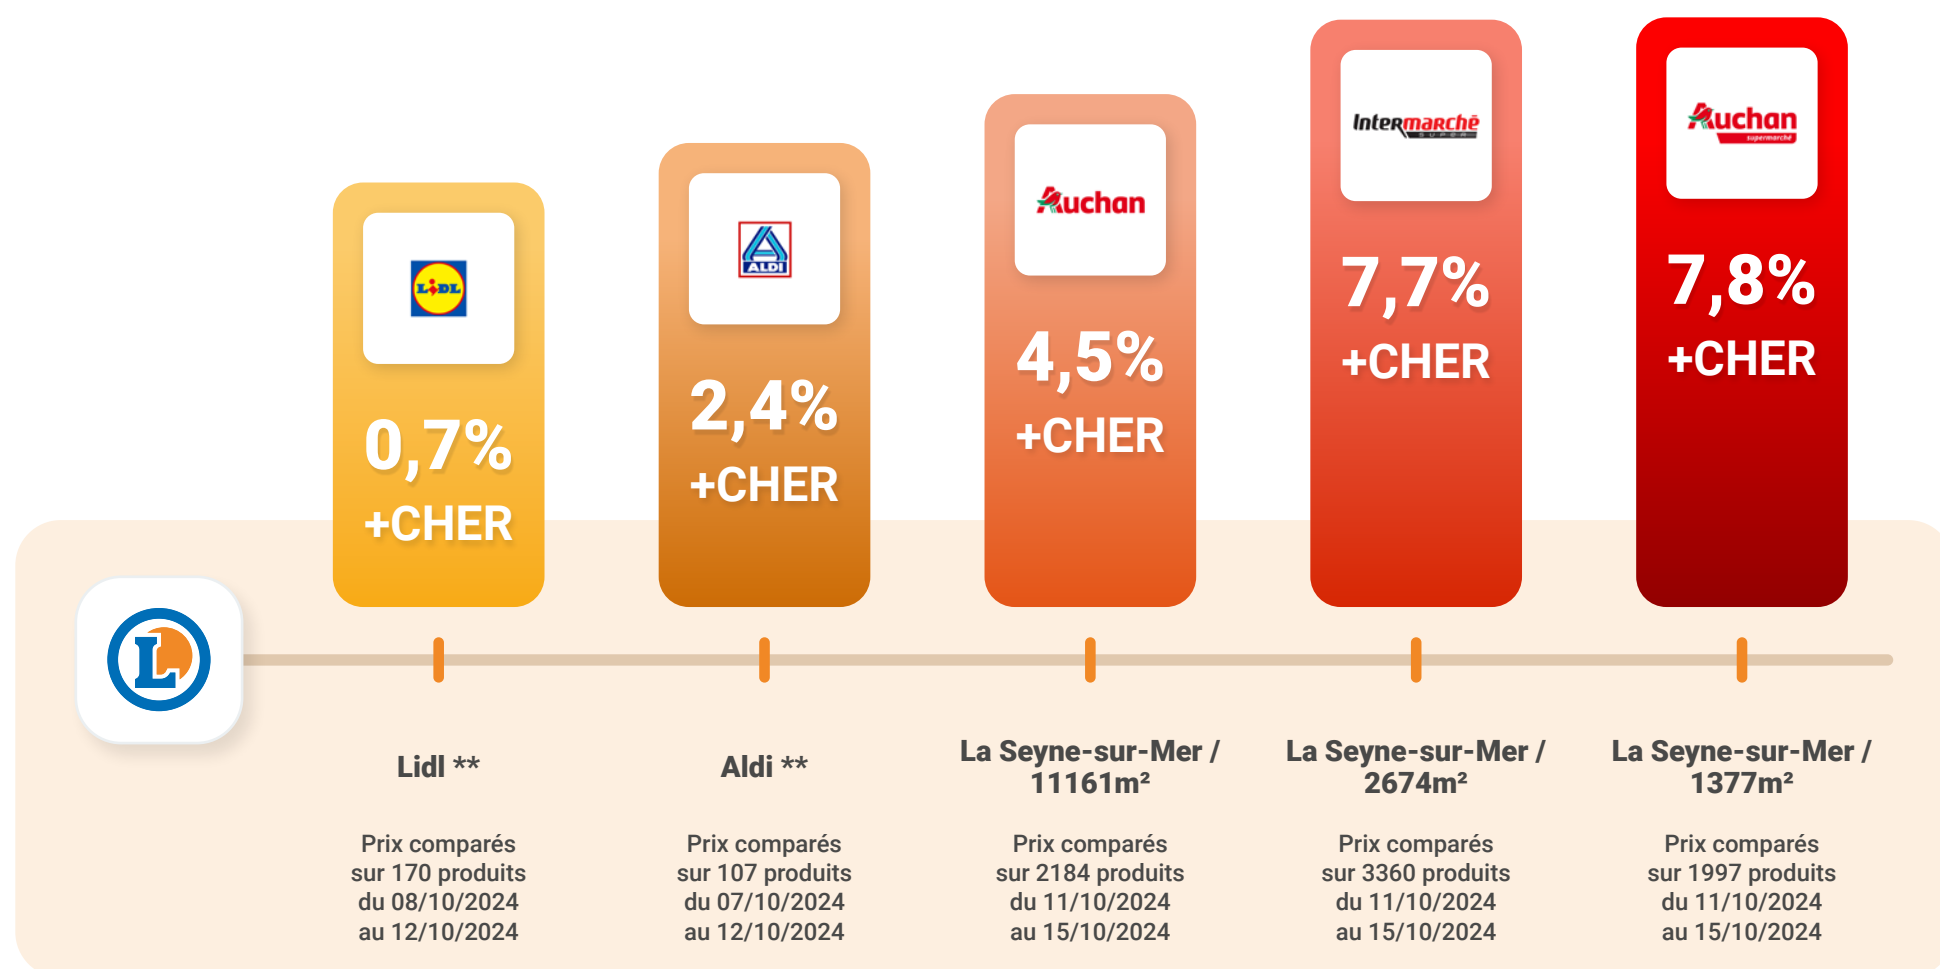 LiDL
0,7%
+CHER
ALDI
2,4%
+CHER
Auchan
4,5%
+CHER
Intermarché
SUPER
7,7%
+CHER
Auchan
supermarché
7,8%
+CHER
L
Lidl **
Prix comparés
sur 170 produits
du 08/10/2024
au 12/10/2024
Aldi **
Prix comparés
sur 107 produits
du 07/10/2024
au 12/10/2024
La Seyne-sur-Mer /
11161m²
Prix comparés
sur 2184 produits
du 11/10/2024
au 15/10/2024
La Seyne-sur-Mer /
2674m²
Prix comparés
sur 3360 produits
du 11/10/2024
au 15/10/2024
La Seyne-sur-Mer /
1377m²
Prix comparés
sur 1997 produits
du 11/10/2024
au 15/10/2024